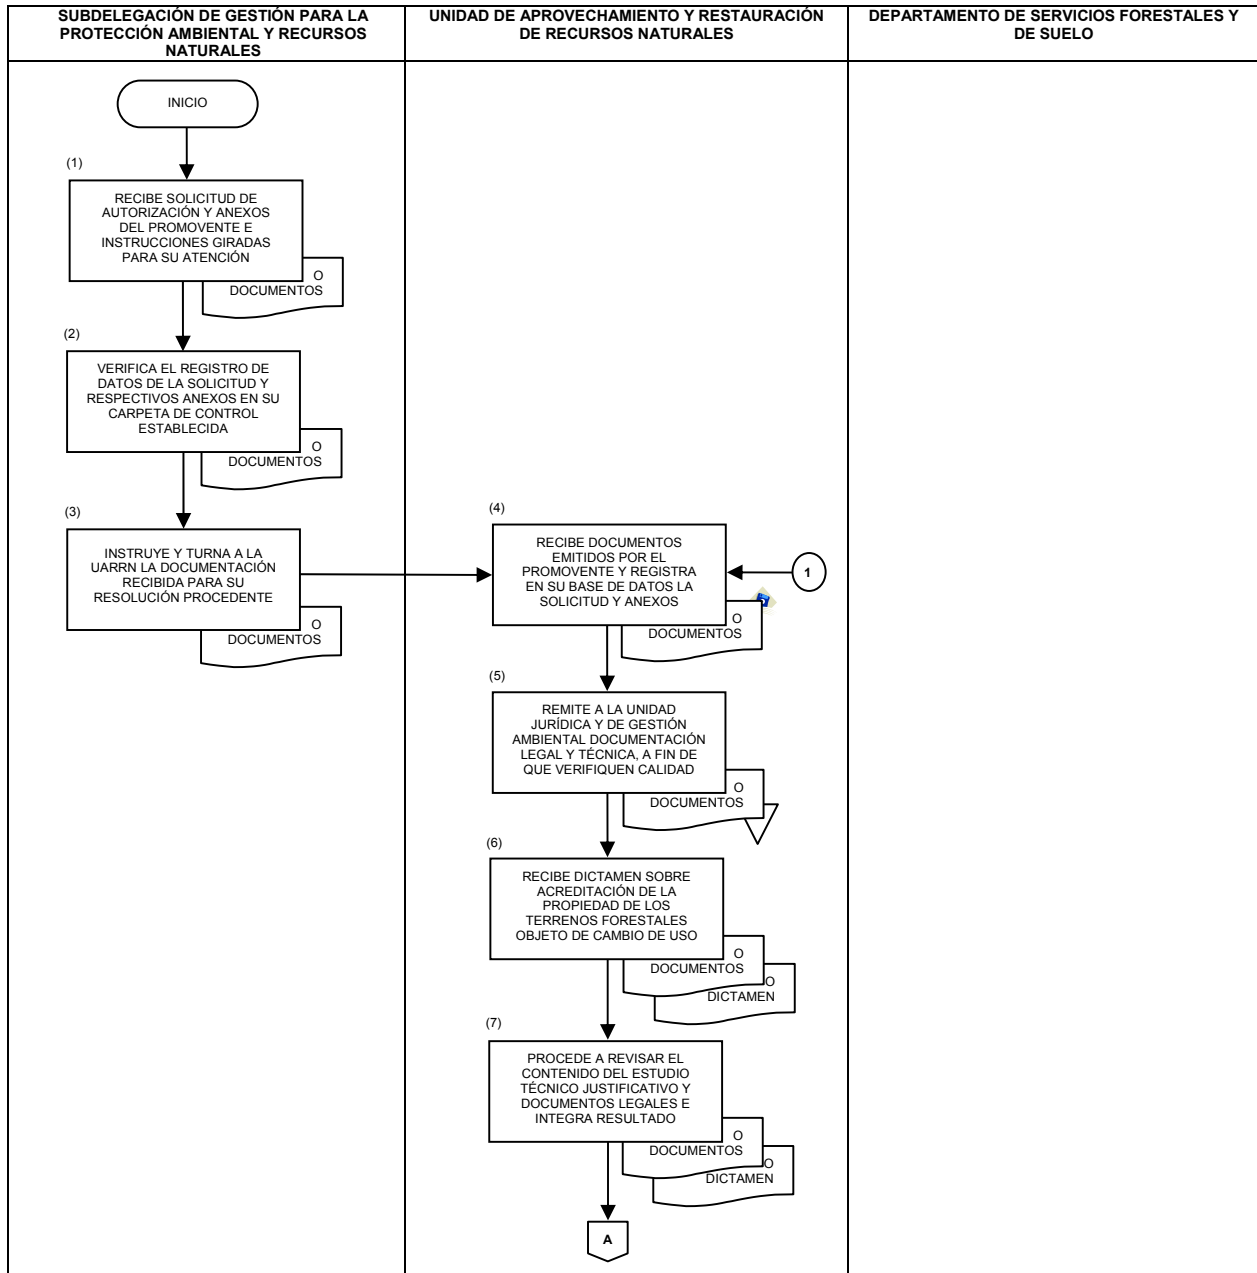 SUBDELEGACIÓN DE GESTIÓN PARA LA
PROTECCIÓN AMBIENTAL Y RECURSOS
NATURALES
UNIDAD DE APROVECHAMIENTO Y RESTAURACIÓN
DE RECURSOS NATURALES
DEPARTAMENTO DE SERVICIOS FORESTALES Y
DE SUELO
INICIO
(1)
RECIBE SOLICITUD DE
AUTORIZACIÓN Y ANEXOS
DEL PROMOVENTE E
INSTRUCCIONES GIRADAS
PARA SU ATENCIÓN
O
DOCUMENTOS
(2)
VERIFICA EL REGISTRO DE
DATOS DE LA SOLICITUD Y
RESPECTIVOS ANEXOS EN SU
CARPETA DE CONTROL
ESTABLECIDA
O
DOCUMENTOS
(3)
INSTRUYE Y TURNA A LA
UARRN LA DOCUMENTACIÓN
RECIBIDA PARA SU
RESOLUCIÓN PROCEDENTE
O
DOCUMENTOS
(4)
RECIBE DOCUMENTOS
EMITIDOS POR EL
PROMOVENTE Y REGISTRA
EN SU BASE DE DATOS LA
SOLICITUD Y ANEXOS
1
O
DOCUMENTOS
(5)
REMITE A LA UNIDAD
JURÍDICA Y DE GESTIÓN
AMBIENTAL DOCUMENTACIÓN
LEGAL Y TÉCNICA, A FIN DE
QUE VERIFIQUEN CALIDAD
O
DOCUMENTOS
(6)
RECIBE DICTAMEN SOBRE
ACREDITACIÓN DE LA
PROPIEDAD DE LOS
TERRENOS FORESTALES
OBJETO DE CAMBIO DE USO
O
DOCUMENTOS
O
DICTAMEN
(7)
PROCEDE A REVISAR EL
CONTENIDO DEL ESTUDIO
TÉCNICO JUSTIFICATIVO Y
DOCUMENTOS LEGALES E
INTEGRA RESULTADO
O
DOCUMENTOS
O
DICTAMEN
A